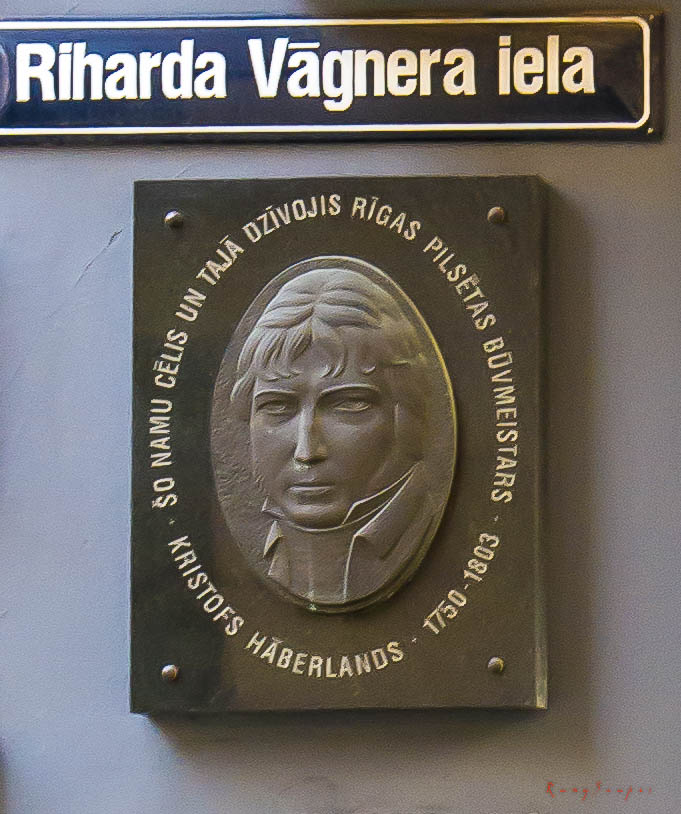 Riharda Vāgnera iela
ŠO NAMU CĒLIS UN TAJĀ DZĪVOJIS RĪGAS PILSĒTAS BŪVMEISTARS
· KRISTOFS HĀBERLANDS · 1750-1803 ·